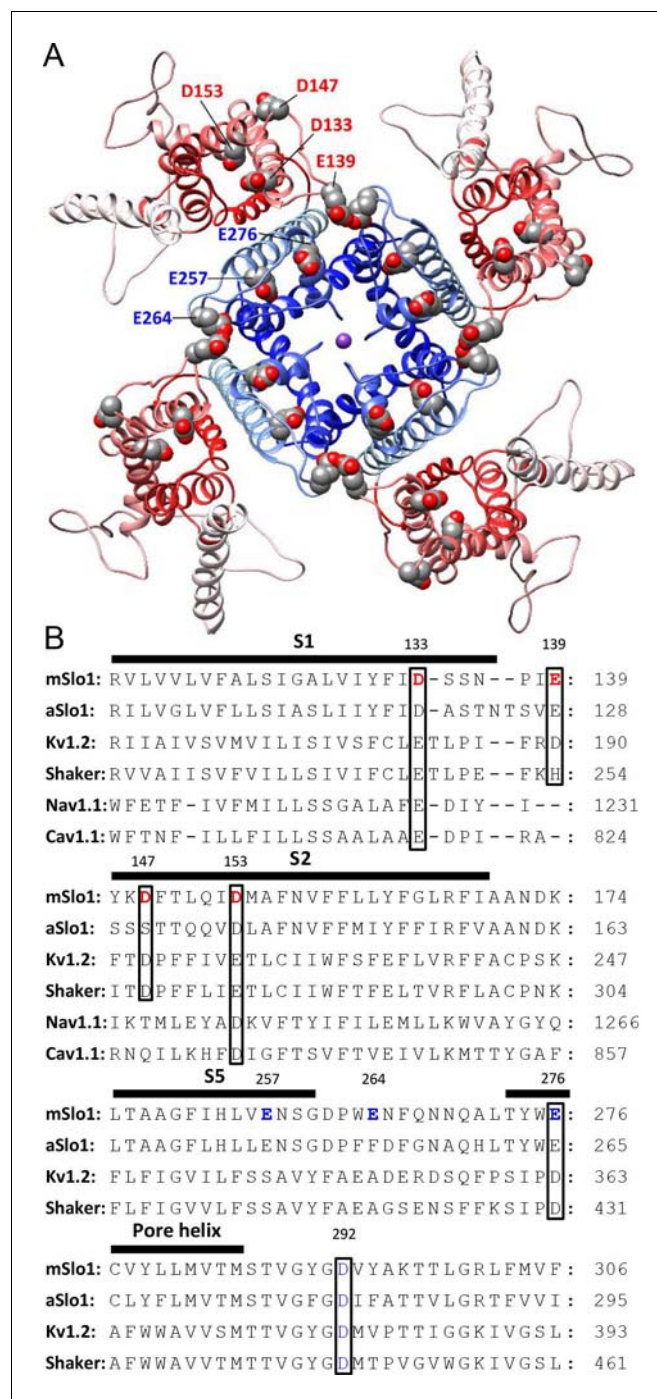 A
D153
D147
D133
E139
E276
E257
E264
B
S1
133
139
mSlo1: RVLVVLVFALSIGALVIYFID-SSN--PIE: 139
aSlo1: RILVGLVFLLSIASLIIYFID-ASTNTSVE: 128
Kv1.2: RIIAIVSVMVILISIVSFCLETLPI--FRD: 190
Shaker: RVVAIISVFVILLSIVIFCLETLPE--FKH: 254
Nav1.1: WFETF-IVFMILLSSGALAFE-DIY--I--: 1231
Cav1.1: WFTNF-ILLFILLSSAALAAE-DPI--RA-: 824
S2
147
153
mSlo1: YKDFTLQIDMAFNVFFLLYFGLRFIAANDK: 174
aSlo1: SSSTTQQVDLAFNVFFMIYFFIRFVAANDK: 163
Kv1.2: FTDPFFIVETLCIIWFSFEFLVRFFACPSK: 247
Shaker: ITDPFFLIETLCIIWFTFELTVRFLACPNK: 304
Nav1.1: IKTMLEYADKVFTYIFILEMLLKWVAYGYQ: 1266
Cav1.1: RNQILKHFDIGFTSVFTVEIVLKMTTYGAF: 857
S5
257
264
276
mSlo1: LTAAGFIHLVENSGDPWENFQNNQALTYWE: 276
aSlo1: LTAAGFLHLLENSGDFFDFGNAQHLTYWE: 265
Kv1.2: FLFIGVILFSSAVYFAEADERDSQFPSIPD: 363
Shaker: FLFIGVVLFSSAVYFAEAGSENSFFKSIPD: 431
Pore helix
292
mSlo1: CVYLLMVTMSTVGYGDVYAKTTLGRLFMVF: 306
aSlo1: CLYFLMVTMSTVGFGDIFATTVLGRTFVVI: 295
Kv1.2: AFWWAVVSMTTVGYGDMVPTTIGGKIVGSL: 393
Shaker: AFWWAVVTMTTVGYGDMTPVGVWGKIVGSL: 461